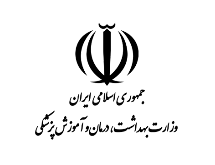 جمهوری اسلامی ایران
وزارت بهداشت، درمان و آموزش پزشکی